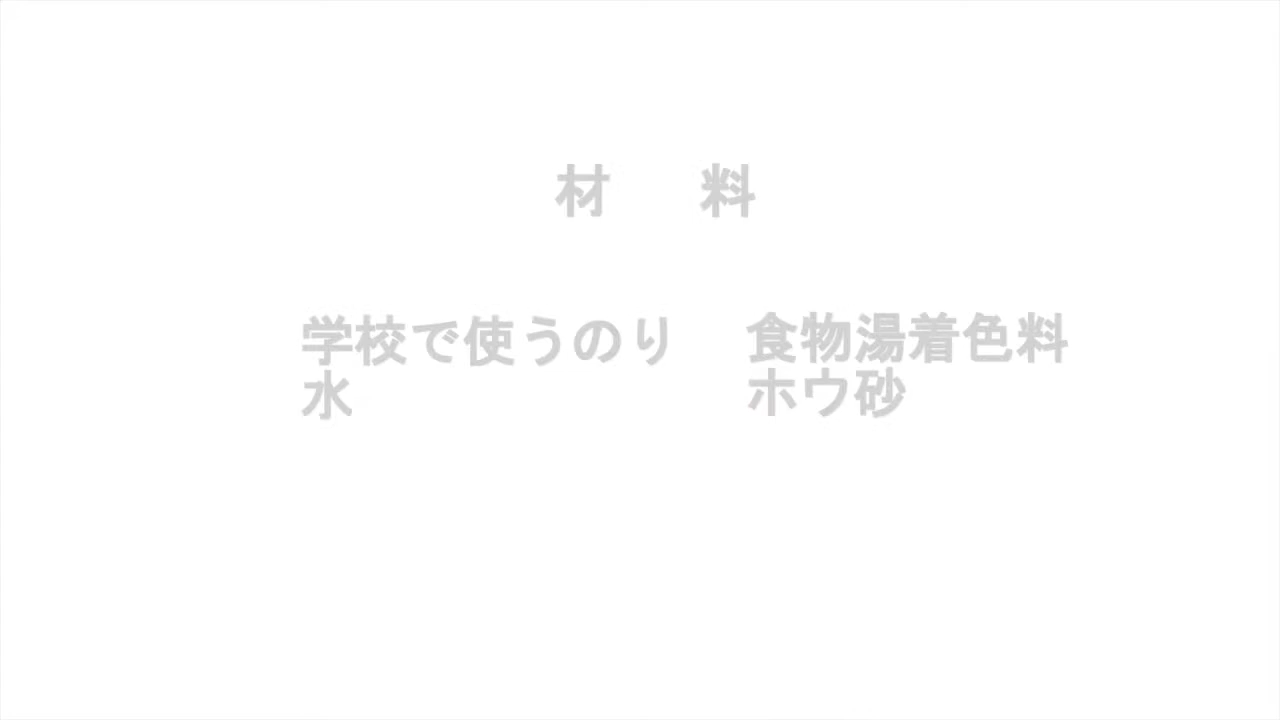 材 料
学校で使うのり
水
食物湯着色料
ホウ砂